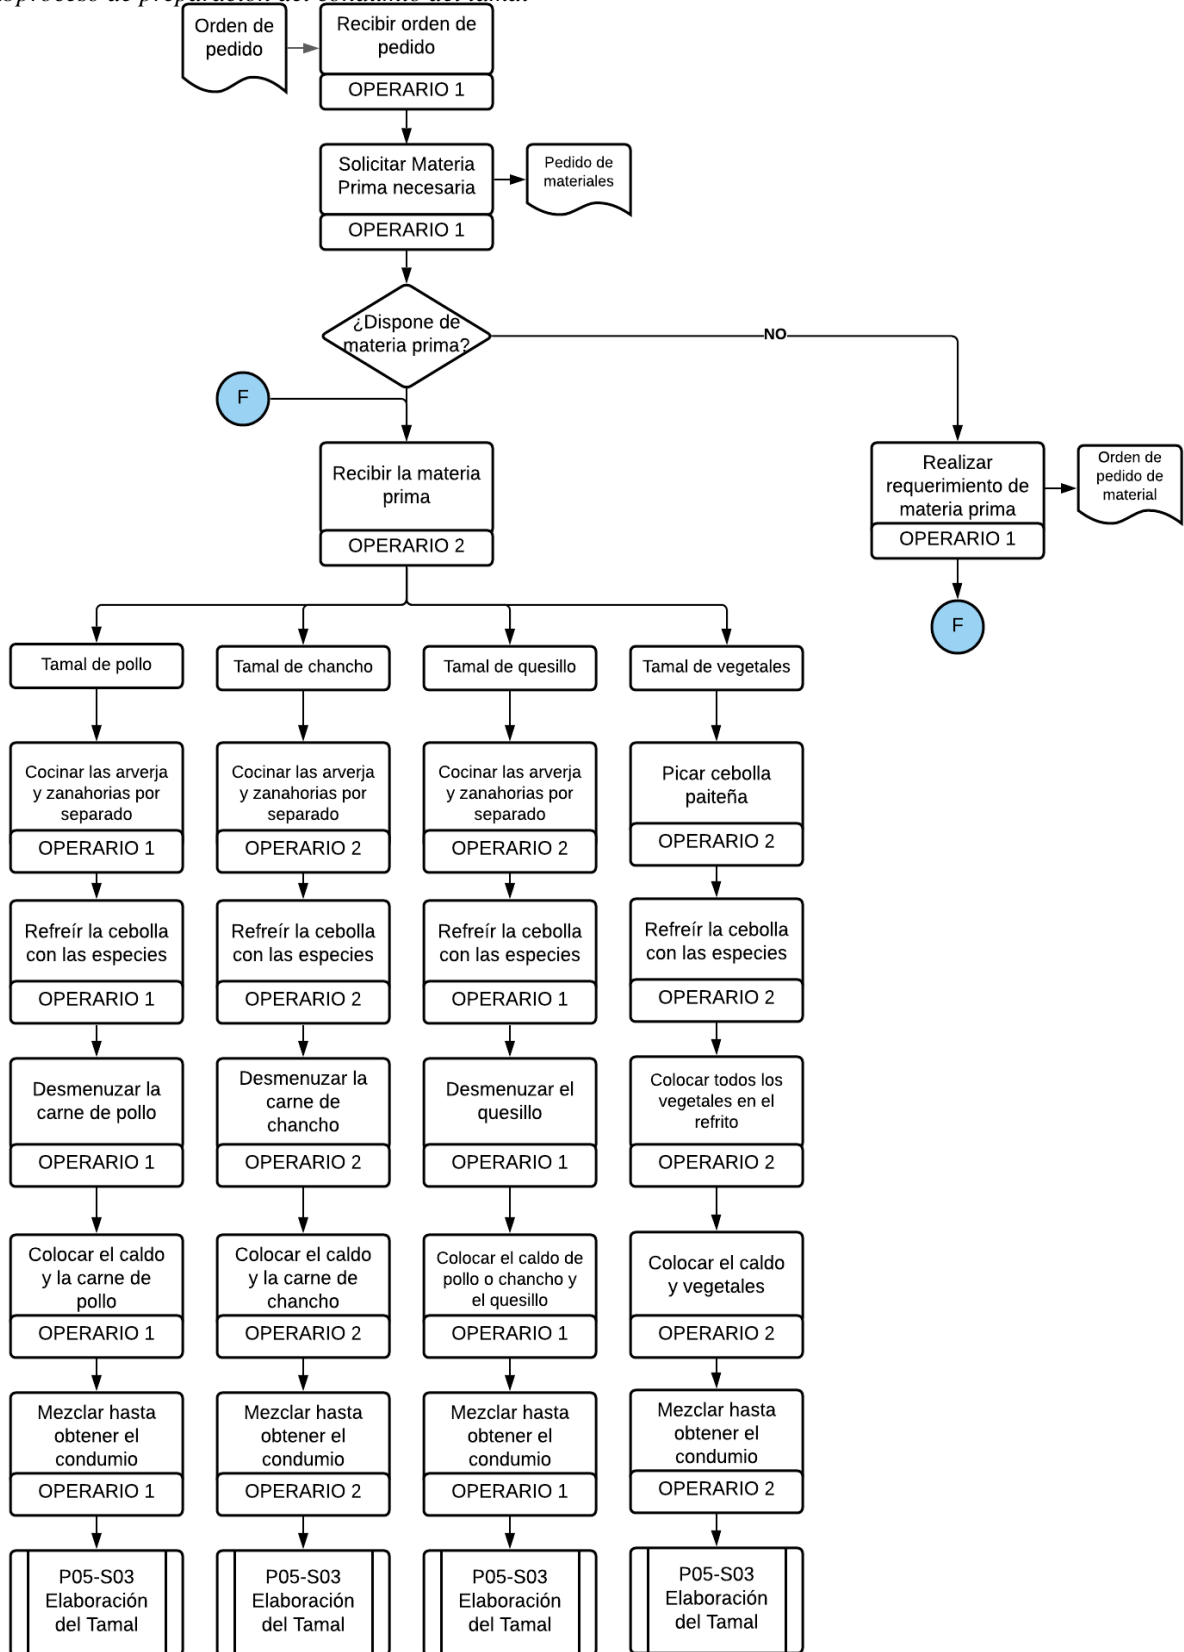 preparación del condumio del tamal
Orden de
pedido
Recibir orden de
pedido
OPERARIO 1
Solicitar Materia
Prima necesaria
OPERARIO 1
Pedido de
materiales
¿Dispone de
materia prima?
NO
F
Recibir la materia
prima
OPERARIO 2
Realizar
requerimiento de
materia prima
OPERARIO 1
Orden de
pedido de
material
F
Tamal de pollo
Tamal de chancho
Tamal de quesillo
Tamal de vegetales
Cocinar las arverja
y zanahorias por
separado
OPERARIO 1
Cocinar las arverja
y zanahorias por
separado
OPERARIO 2
Cocinar las arverja
y zanahorias por
separado
OPERARIO 2
Picar cebolla
paiteña
OPERARIO 2
Refreír la cebolla
con las especies
OPERARIO 1
Refreír la cebolla
con las especies
OPERARIO 2
Refreír la cebolla
con las especies
OPERARIO 1
Refreír la cebolla
con las especies
OPERARIO 2
Desmenuzar la
carne de pollo
OPERARIO 1
Desmenuzar la
carne de
chancho
OPERARIO 2
Desmenuzar el
quesillo
OPERARIO 1
Colocar todos los
vegetales en el
refrito
OPERARIO 2
Colocar el caldo
y la carne de
pollo
OPERARIO 1
Colocar el caldo
y la carne de
chancho
OPERARIO 2
Colocar el caldo de
pollo o chancho y
el quesillo
OPERARIO 1
Colocar el caldo
y vegetales
OPERARIO 2
Mezclar hasta
obtener el
condumio
OPERARIO 1
Mezclar hasta
obtener el
condumio
OPERARIO 2
Mezclar hasta
obtener el
condumio
OPERARIO 1
Mezclar hasta
obtener el
condumio
OPERARIO 2
P05-S03
Elaboración
del Tamal
P05-S03
Elaboración
del Tamal
P05-S03
Elaboración
del Tamal
P05-S03
Elaboración
del Tamal